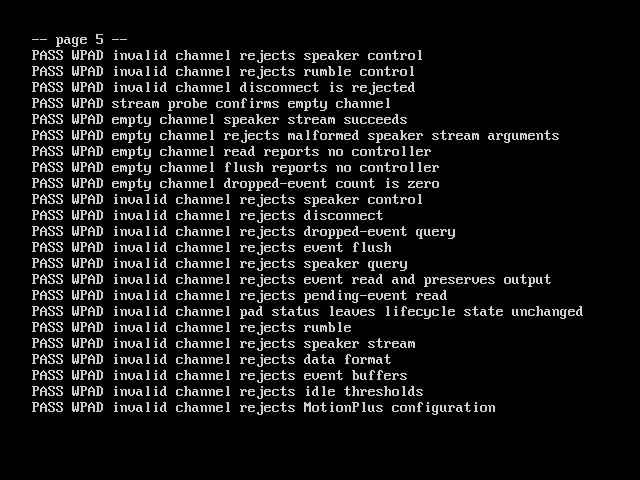 -- page 5 --
PASS WPAD invalid channel rejects speaker control
PASS WPAD invalid channel rejects rumble control
PASS WPAD invalid channel disconnect is rejected
PASS WPAD stream probe confirms empty channel
PASS WPAD empty channel speaker stream succeeds
PASS WPAD empty channel rejects malformed speaker stream arguments
PASS WPAD empty channel read reports no controller
PASS WPAD empty channel flush reports no controller
PASS WPAD empty channel dropped-event count is zero
PASS WPAD invalid channel rejects speaker control
PASS WPAD invalid channel rejects disconnect
PASS WPAD invalid channel rejects dropped-event query
PASS WPAD invalid channel rejects event flush
PASS WPAD invalid channel rejects speaker query
PASS WPAD invalid channel rejects event read and preserves output
PASS WPAD invalid channel rejects pending-event read
PASS WPAD invalid channel pad status leaves lifecycle state unchanged
PASS WPAD invalid channel rejects rumble
PASS WPAD invalid channel rejects speaker stream
PASS WPAD invalid channel rejects data format
PASS WPAD invalid channel rejects event buffers
PASS WPAD invalid channel rejects idle thresholds
PASS WPAD invalid channel rejects MotionPlus configuration